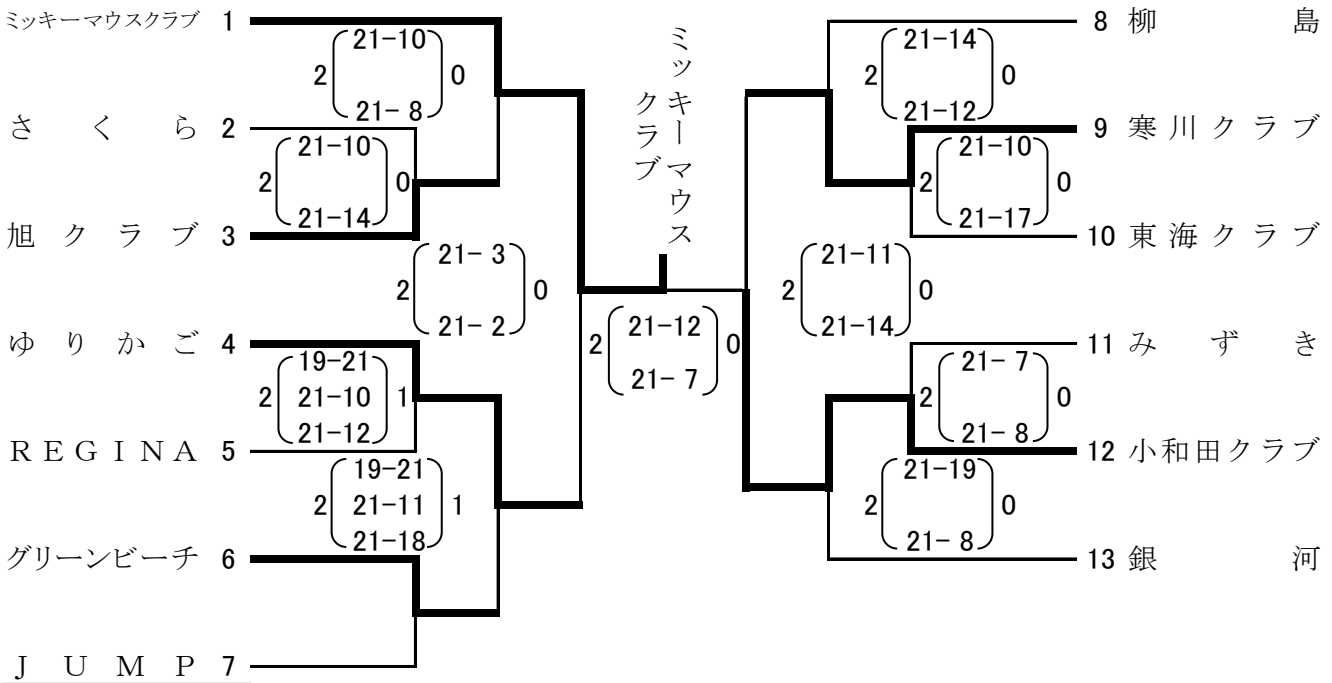 ミッキーマウスクラブ 1
21-10
2 0
21- 8
さくら 2
21-10
2 0
21-14
旭クラブ 3
21- 3
2 0
21- 2
ゆりかご 4
19-21
2 21-10 1
21-12
REGINA 5
19-21
2 21-11 1
21-18
グリーンビーチ 6
JUMP 7
ミッキーマウス
クラブ
21-12
2 0
21- 7
8 柳島
21-14
2 0
21-12
9 寒川クラブ
21-10
2 0
21-17
10 東海クラブ
21-11
2 0
21-14
11 みずき
21- 7
2 0
21- 8
12 小和田クラブ
21-19
2 0
21- 8
13 銀河